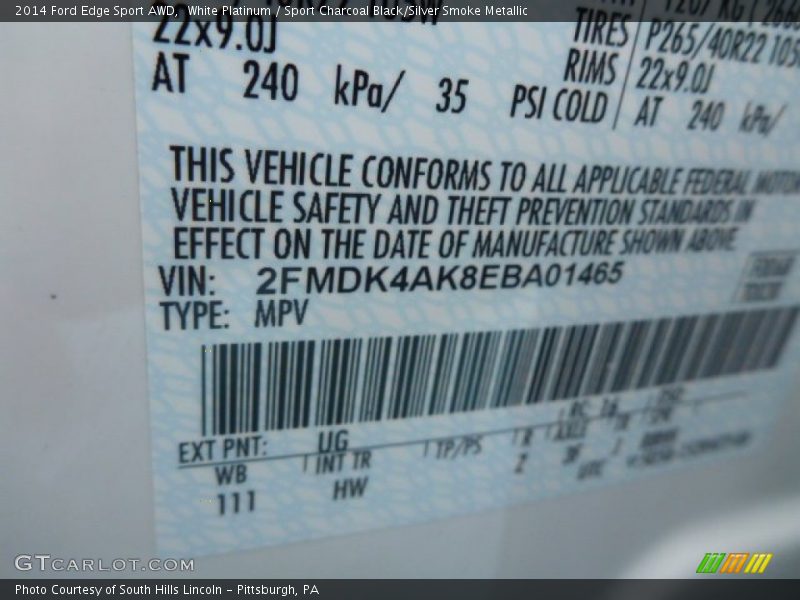 2014 Ford Edge Sport AWD, White Platinum / Sport Charcoal Black/Silver Smoke Metallic
22x9.0J
TIRES P265/40R22 105
RIMS 22x9.0J
AT 240 kPa/ 35 PSI COLD AT 240 kPa/
THIS VEHICLE CONFORMS TO ALL APPLICABLE FEDERAL MOTOR
VEHICLE SAFETY AND THEFT PREVENTION STANDARDS IN
EFFECT ON THE DATE OF MANUFACTURE SHOWN ABOVE
VIN: 2FMDK4AK8EBA01465
TYPE: MPV
EXT PNT: UG
WB INT TR TP/PS R
111 HW 2
GTCARLOT.COM
Photo Courtesy of South Hills Lincoln - Pittsburgh, PA